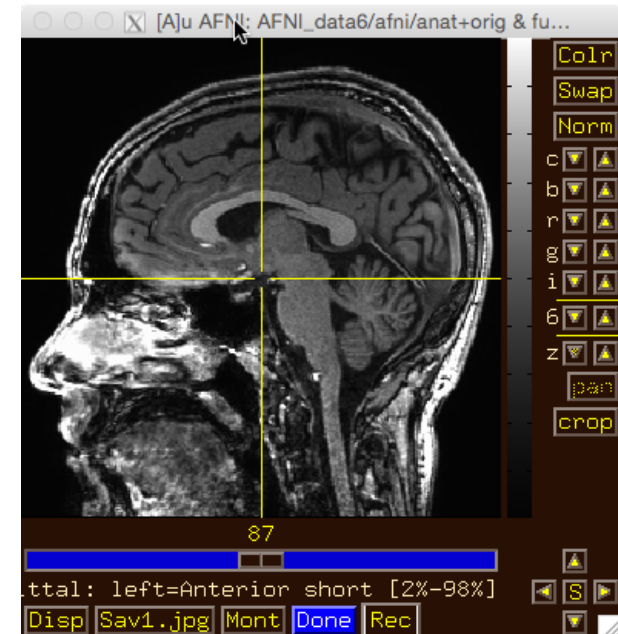 [A]u AFNI: AFNI_data6/afni/anat+orig & fu...
Colr
Swap
Norm
c
b
r
g
i
6
z
pan
crop
87
ttal: left=Anterior short [2%-98%]
S
Disp Sav1.jpg Mont Done Rec